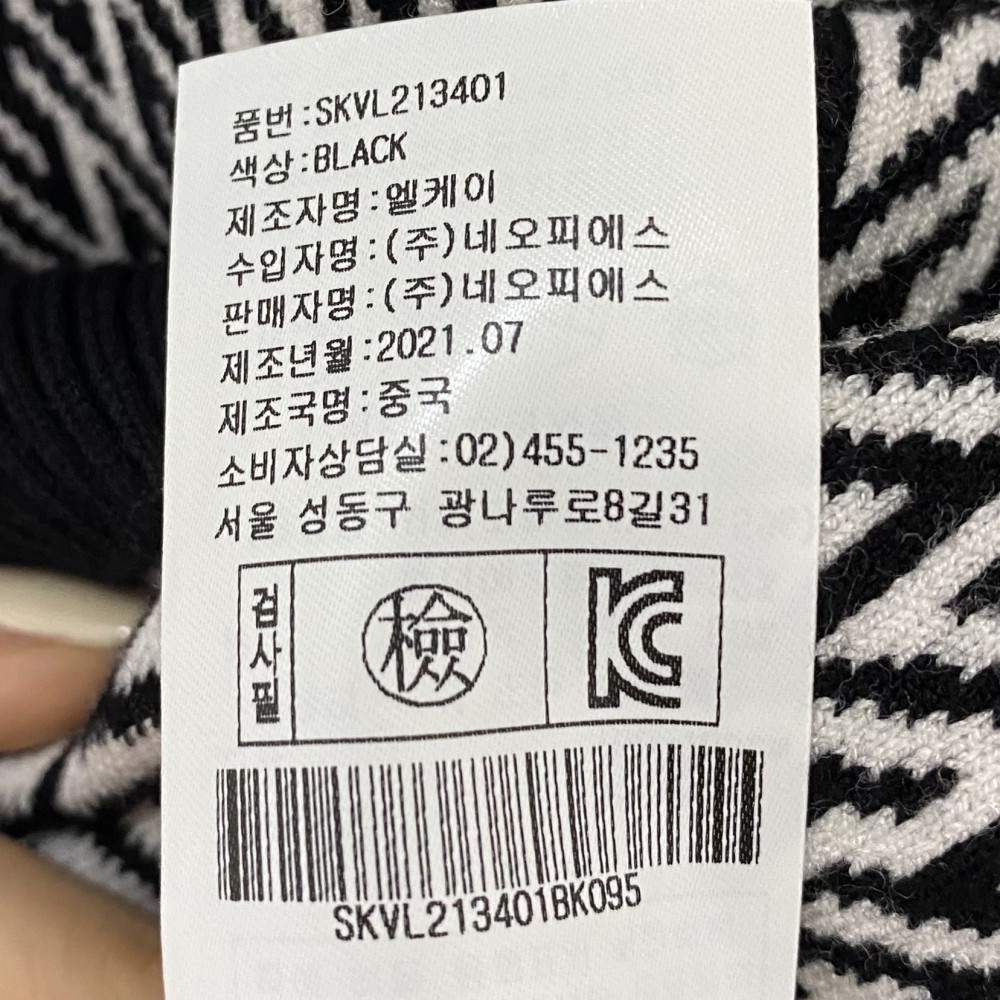 품번:SKVL213401
색상:BLACK
제조자명:엘케이
수입자명:(주)네오피에스
판매자명:(주)네오피에스
제조년월:2021.07
제조국명:중국
소비자상담실:02)455-1235
서울 성동구 광나루로8길31
검사필
檢
KC
SKVL213401BK095